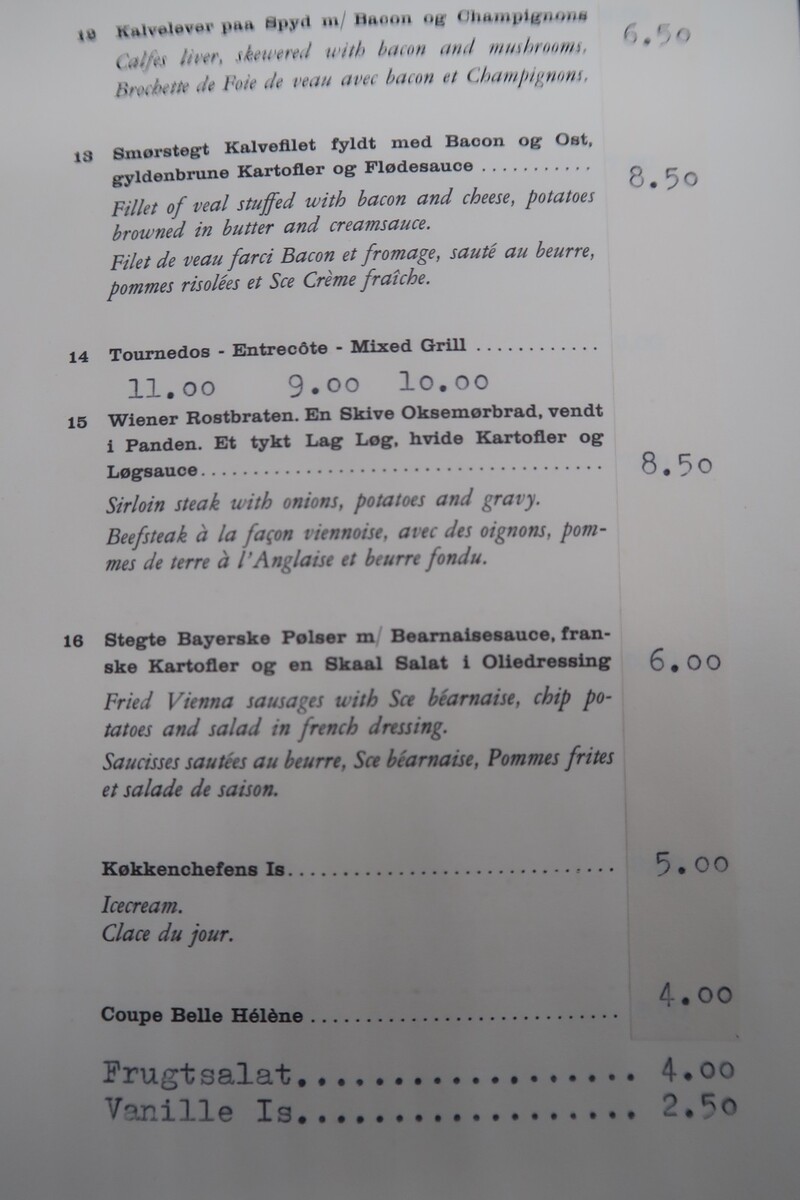 12 Kalvelever paa Spyd m/ Bacon og Champignons 6.50
Calfes liver, skewered with bacon and mushrooms,
Brochette de Foie de veau avec bacon et Champignons,
13 Smørstegt Kalvefilet fyldt med Bacon og Ost,
gyldenbrune Kartofler og Flødesauce ........... 8.50
Fillet of veal stuffed with bacon and cheese, potatoes
browned in butter and creamsauce.
Filet de veau farci Bacon et fromage, sauté au beurre,
pommes risolées et Sce Crème fraîche.
14 Tournedos - Entrecôte - Mixed Grill ............
11.00 9.00 10.00
15 Wiener Rostbraten. En Skive Oksemørbrad, vendt
i Panden. Et tykt Lag Løg, hvide Kartofler og
Løgsauce...................................... 8.50
Sirloin steak with onions, potatoes and gravy.
Beefsteak à la façon viennoise, avec des oignons, pom-
mes de terre à l'Anglaise et beurre fondu.
16 Stegte Bayerske Pølser m/ Bearnaisesauce, fran-
ske Kartofler og en Skaal Salat i Oliedressing 6.00
Fried Vienna sausages with Sce béarnaise, chip po-
tatoes and salad in french dressing.
Saucisses sautées au beurre, Sce béarnaise, Pommes frites
et salade de saison.
Køkkenchefens Is............................... 5.00
Icecream.
Clace du jour.
Coupe Belle Hélène ............................. 4.00
Frugtsalat.................. 4.00
Vanille Is.................. 2.50